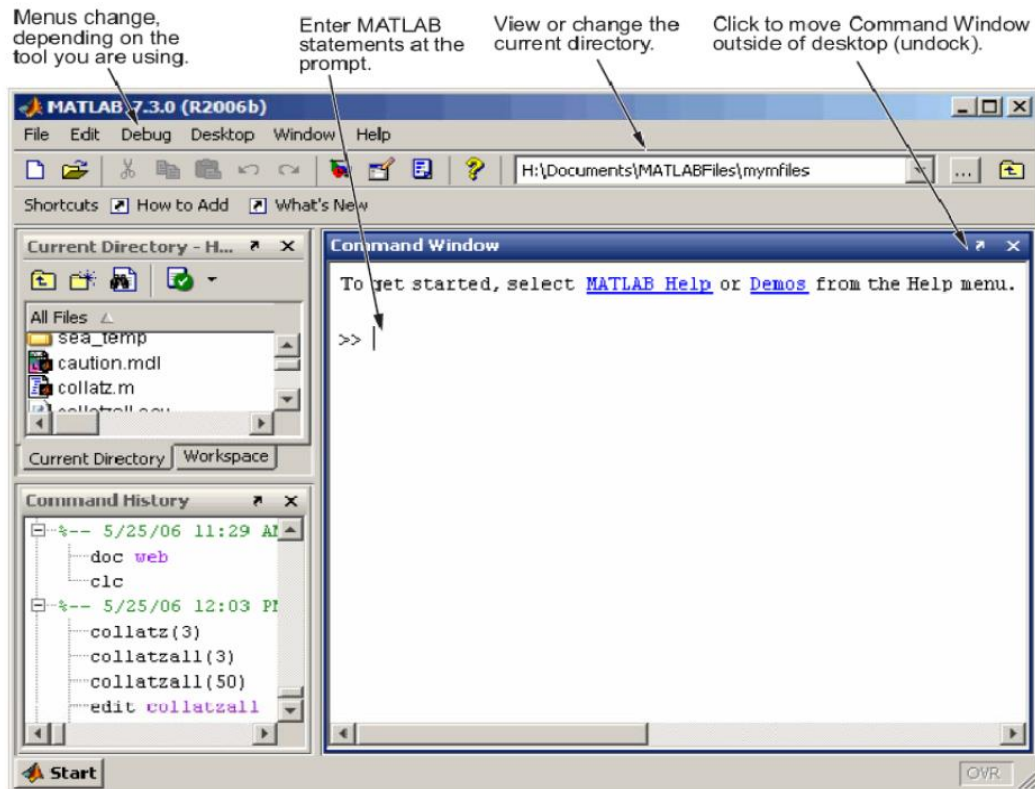 Menus change,
depending on the
tool you are using.
Enter MATLAB
statements at the
prompt.
View or change the
current directory.
Click to move Command Window
outside of desktop (undock).
MATLAB 7.3.0 (R2006b)
File Edit Debug Desktop Window Help
H:\Documents\MATLABFiles\mymfiles
...
Shortcuts How to Add What's New
Current Directory - H...
All Files
sea_temp
caution.mdl
collatz.m
Current Directory Workspace
Command History
%-- 5/25/06 11:29 AM
doc web
clc
%-- 5/25/06 12:03 PM
collatz(3)
collatzall(3)
collatzall(50)
edit collatzall
Command Window
To get started, select MATLAB Help or Demos from the Help menu.
>>
Start
OVR